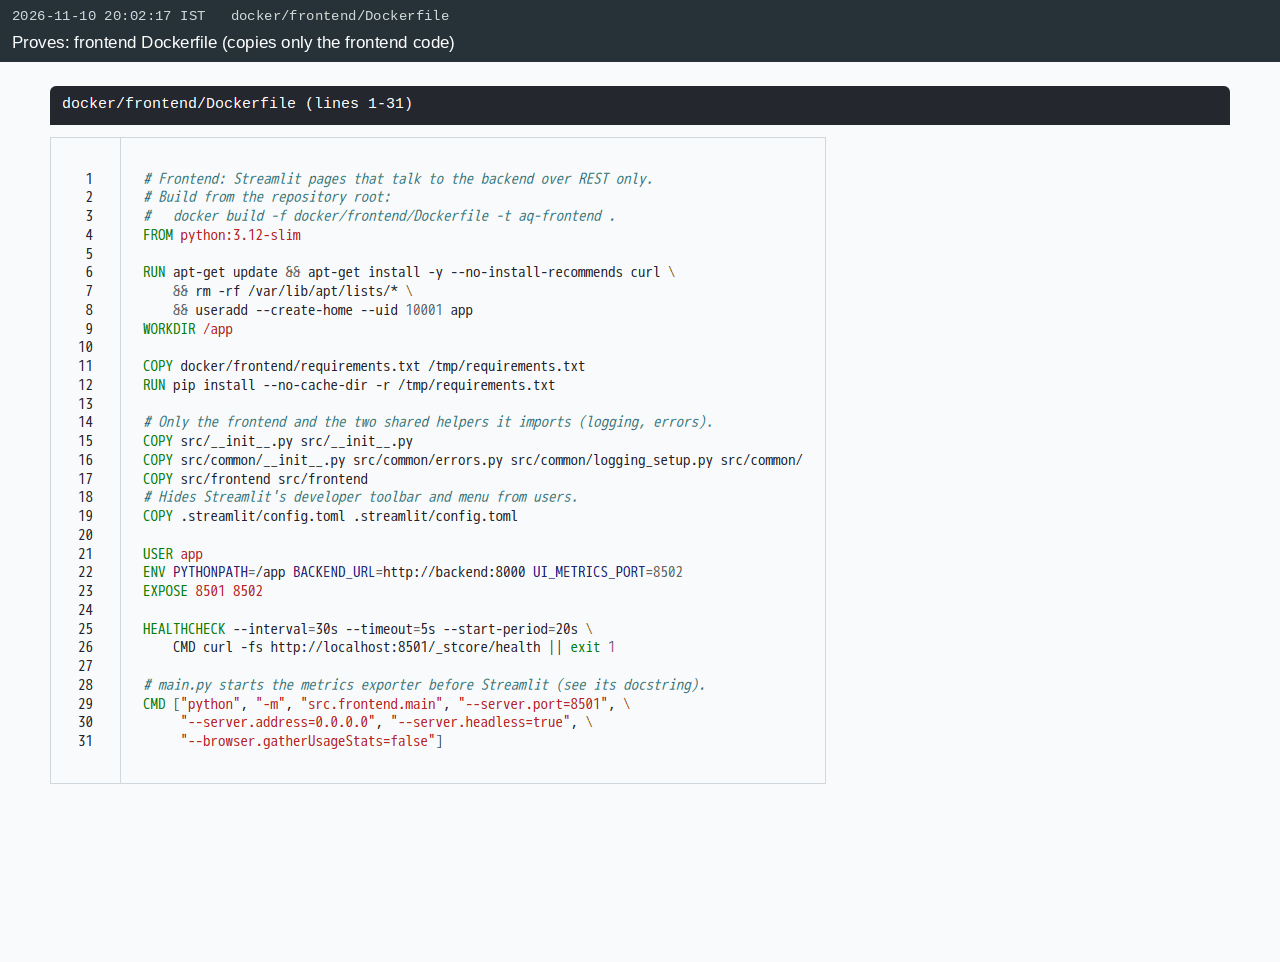 2026-11-10 20:02:17 IST   docker/frontend/Dockerfile
Proves: frontend Dockerfile (copies only the frontend code)
docker/frontend/Dockerfile (lines 1-31)
1 # Frontend: Streamlit pages that talk to the backend over REST only.
2 # Build from the repository root:
3 #   docker build -f docker/frontend/Dockerfile -t aq-frontend .
4 FROM python:3.12-slim
5
6 RUN apt-get update && apt-get install -y --no-install-recommends curl \
7     && rm -rf /var/lib/apt/lists/* \
8     && useradd --create-home --uid 10001 app
9 WORKDIR /app
10
11 COPY docker/frontend/requirements.txt /tmp/requirements.txt
12 RUN pip install --no-cache-dir -r /tmp/requirements.txt
13
14 # Only the frontend and the two shared helpers it imports (logging, errors).
15 COPY src/__init__.py src/__init__.py
16 COPY src/common/__init__.py src/common/errors.py src/common/logging_setup.py src/common/
17 COPY src/frontend src/frontend
18 # Hides Streamlit's developer toolbar and menu from users.
19 COPY .streamlit/config.toml .streamlit/config.toml
20
21 USER app
22 ENV PYTHONPATH=/app BACKEND_URL=http://backend:8000 UI_METRICS_PORT=8502
23 EXPOSE 8501 8502
24
25 HEALTHCHECK --interval=30s --timeout=5s --start-period=20s \
26     CMD curl -fs http://localhost:8501/_stcore/health || exit 1
27
28 # main.py starts the metrics exporter before Streamlit (see its docstring).
29 CMD ["python", "-m", "src.frontend.main", "--server.port=8501", \
30      "--server.address=0.0.0.0", "--server.headless=true", \
31      "--browser.gatherUsageStats=false"]